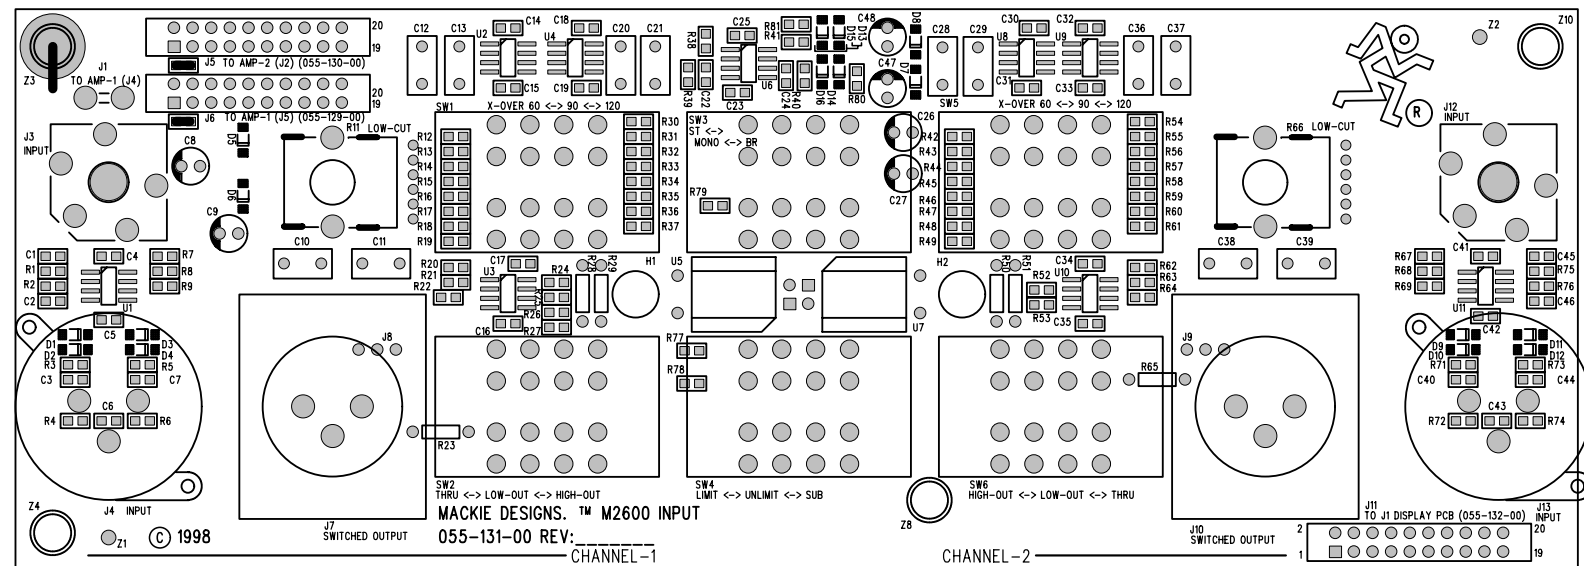 C12 C13 C14 C18 C20 C21 C25 R81 R41 C48 D8 C28 C29 C30 C32 C36 C37 Z2 Z10
Z3
20
19
J5 TO AMP-2 (J2) (055-130-00)
J1
TO AMP-1 (J4)
20
19
J6 TO AMP-1 (J5) (055-129-00)
U2 U4 R38 D15 D13 U8 U9
C15 C19 R39 C22 C23 U6 C24 R40 D16 D14 R80 C47 D7 C31 C33
SW1 X-OVER 60 <-> 90 <-> 120
SW5 X-OVER 60 <-> 90 <-> 120
J3
INPUT
D5
R11 LOW-CUT
C8
D6
C9
C10 C11
R12
R13
R14
R15
R16
R17
R18
R19
R30
R31
R32
R33
R34
R35
R36
R37
SW3
ST <->
MONO <-> BR
R79
C26
C27
R42
R43
R44
R45
R46
R47
R48
R49
R54
R55
R56
R57
R58
R59
R60
R61
R66 LOW-CUT
R
J12
INPUT
C38 C39
C1 C4 R7
R1 R8
R2 R9
C2 U1
C5
R20
R21
R22
C17
U3
C16
R24
R25
R26
R27
R28 R29
H1
U5
U7
H2
R50 R51
R52
R53
C34
U10
C35
R62
R63
R64
R67
R68
R69
C41
U11
C42
C45
R75
R76
C46
D1 D3
D2 D4
R3 R5
C3 C7
C6
R4 R6
J8
R23
R77
R78
R65
J9
D9 D11
D10 D12
R71 R73
C40 C44
C43
R72 R74
SW2
THRU <-> LOW-OUT <-> HIGH-OUT
SW4
LIMIT <-> UNLIMIT <-> SUB
SW6
HIGH-OUT <-> LOW-OUT <-> THRU
Z4
J4 INPUT
Z1
© 1998
J7
SWITCHED OUTPUT
MACKIE DESIGNS. ™ M2600 INPUT
055-131-00 REV:_______
Z8
J10
SWITCHED OUTPUT
J11
TO J1 DISPLAY PCB (055-132-00)
J13
INPUT
2
20
1
19
CHANNEL-1
CHANNEL-2